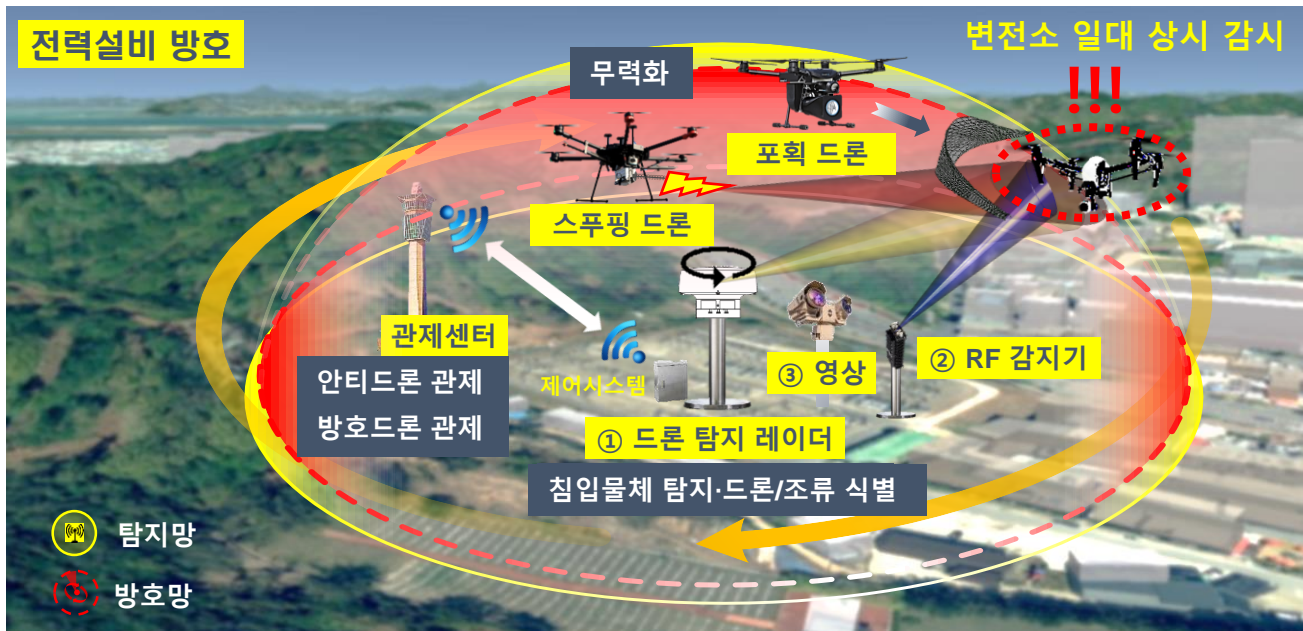 전력설비 방호
변전소 일대 상시 감시
!!!
무력화
포획 드론
스푸핑 드론
관제센터
안티드론 관제
방호드론 관제
제어시스템
③ 영상
② RF 감지기
① 드론 탐지 레이더
침입물체 탐지·드론/조류 식별
탐지망
방호망